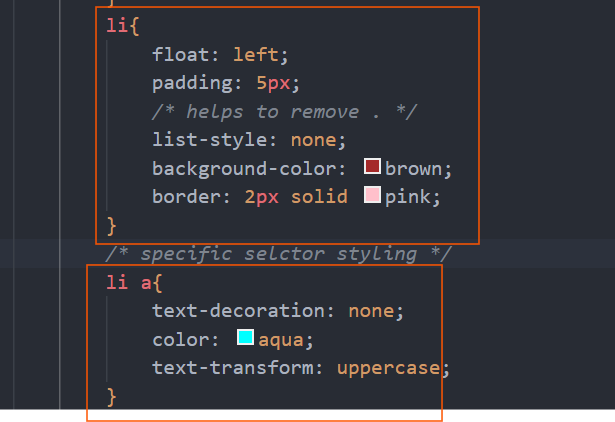 }
li{
float: left;
padding: 5px;
/* helps to remove . */
list-style: none;
background-color: brown;
border: 2px solid pink;
}
/* specific selctor styling */
li a{
text-decoration: none;
color: aqua;
text-transform: uppercase;
}